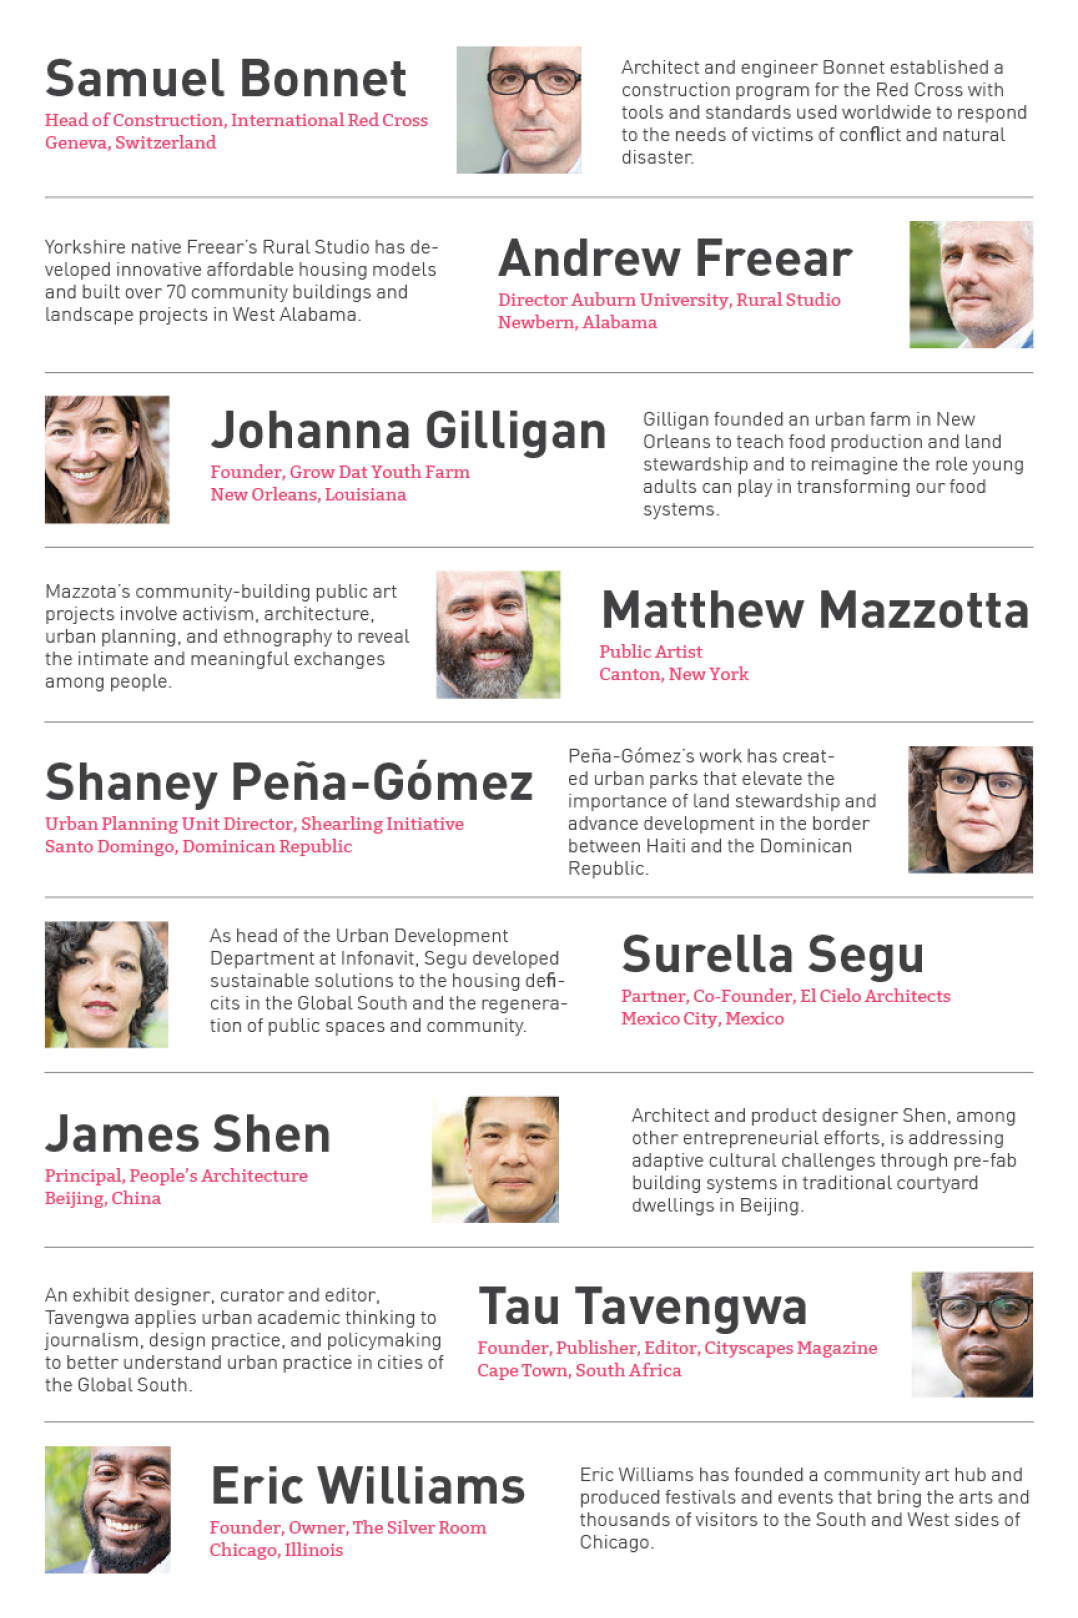 Samuel Bonnet
Head of Construction, International Red Cross
Geneva, Switzerland
Architect and engineer Bonnet established a
construction program for the Red Cross with
tools and standards used worldwide to respond
to the needs of victims of conflict and natural
disaster.
Yorkshire native Freear's Rural Studio has de-
veloped innovative affordable housing models
and built over 70 community buildings and
landscape projects in West Alabama.
Andrew Freear
Director Auburn University, Rural Studio
Newbern, Alabama
Johanna Gilligan
Founder, Grow Dat Youth Farm
New Orleans, Louisiana
Gilligan founded an urban farm in New
Orleans to teach food production and land
stewardship and to reimagine the role young
adults can play in transforming our food
systems.
Mazzota's community-building public art
projects involve activism, architecture,
urban planning, and ethnography to reveal
the intimate and meaningful exchanges
among people.
Matthew Mazzotta
Public Artist
Canton, New York
Shaney Peña-Gómez
Urban Planning Unit Director, Shearling Initiative
Santo Domingo, Dominican Republic
Peña-Gómez's work has creat-
ed urban parks that elevate the
importance of land stewardship and
advance development in the border
between Haiti and the Dominican
Republic.
As head of the Urban Development
Department at Infonavit, Segu developed
sustainable solutions to the housing defi-
cits in the Global South and the regenera-
tion of public spaces and community.
Surella Segu
Partner, Co-Founder, El Cielo Architects
Mexico City, Mexico
James Shen
Principal, People's Architecture
Beijing, China
Architect and product designer Shen, among
other entrepreneurial efforts, is addressing
adaptive cultural challenges through pre-fab
building systems in traditional courtyard
dwellings in Beijing.
An exhibit designer, curator and editor,
Tavengwa applies urban academic thinking to
journalism, design practice, and policymaking
to better understand urban practice in cities of
the Global South.
Tau Tavengwa
Founder, Publisher, Editor, Cityscapes Magazine
Cape Town, South Africa
Eric Williams
Founder, Owner, The Silver Room
Chicago, Illinois
Eric Williams has founded a community art hub and
produced festivals and events that bring the arts and
thousands of visitors to the South and West sides of
Chicago.